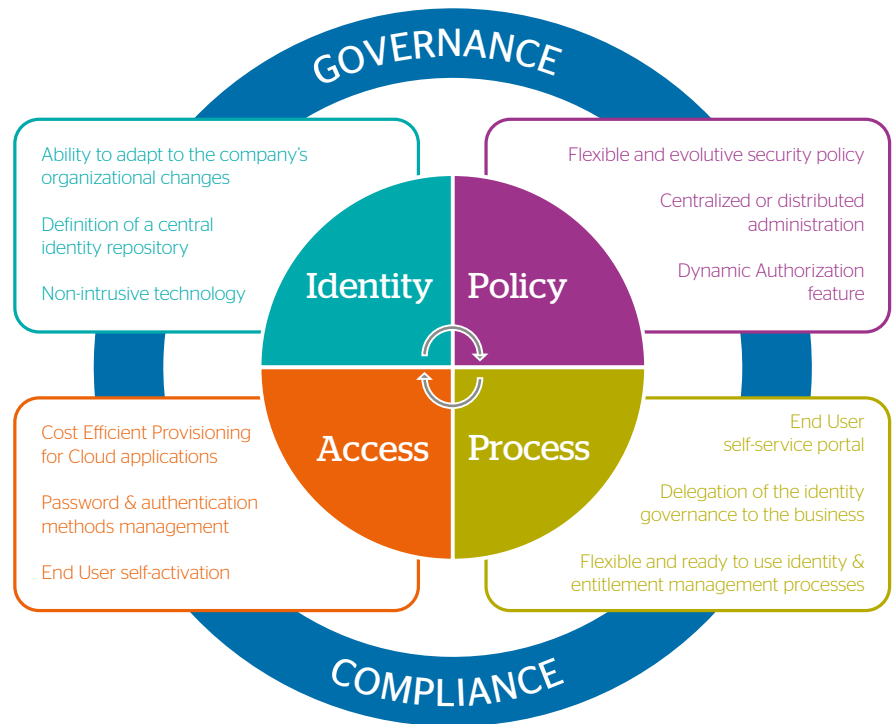 GOVERNANCE
Ability to adapt to the company’s
organizational changes
Definition of a central
identity repository
Non-intrusive technology
Flexible and evolutive security policy
Centralized or distributed
administration
Dynamic Authorization
feature
Identity
Policy
Access
Process
Cost Efficient Provisioning
for Cloud applications
Password & authentication
methods management
End User self-activation
End User
self-service portal
Delegation of the identity
governance to the business
Flexible and ready to use identity &
entitlement management processes
COMPLIANCE